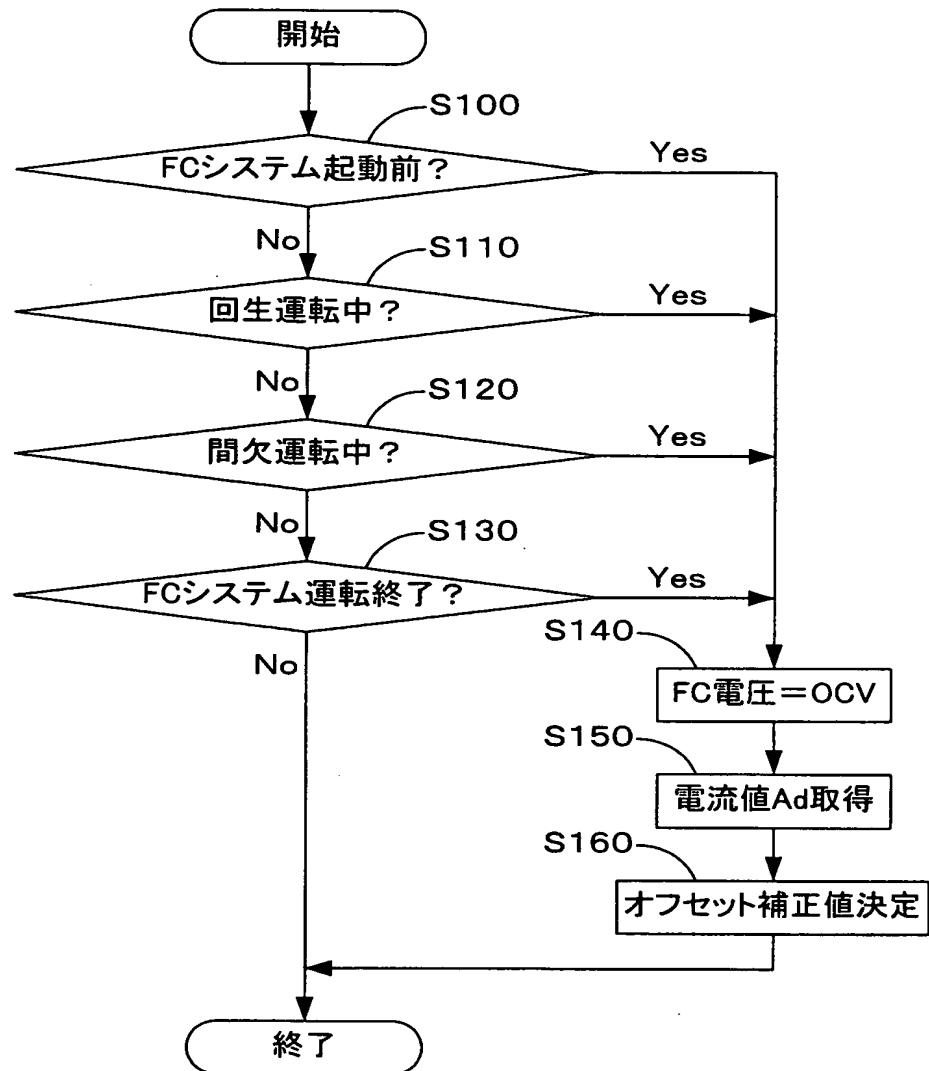 開始
S100
FCシステム起動前？
Yes
No
S110
回生運転中？
Yes
No
S120
間欠運転中？
Yes
No
S130
FCシステム運転終了？
Yes
No
S140
FC電圧＝OCV
S150
電流値Ad取得
S160
オフセット補正値決定
終了